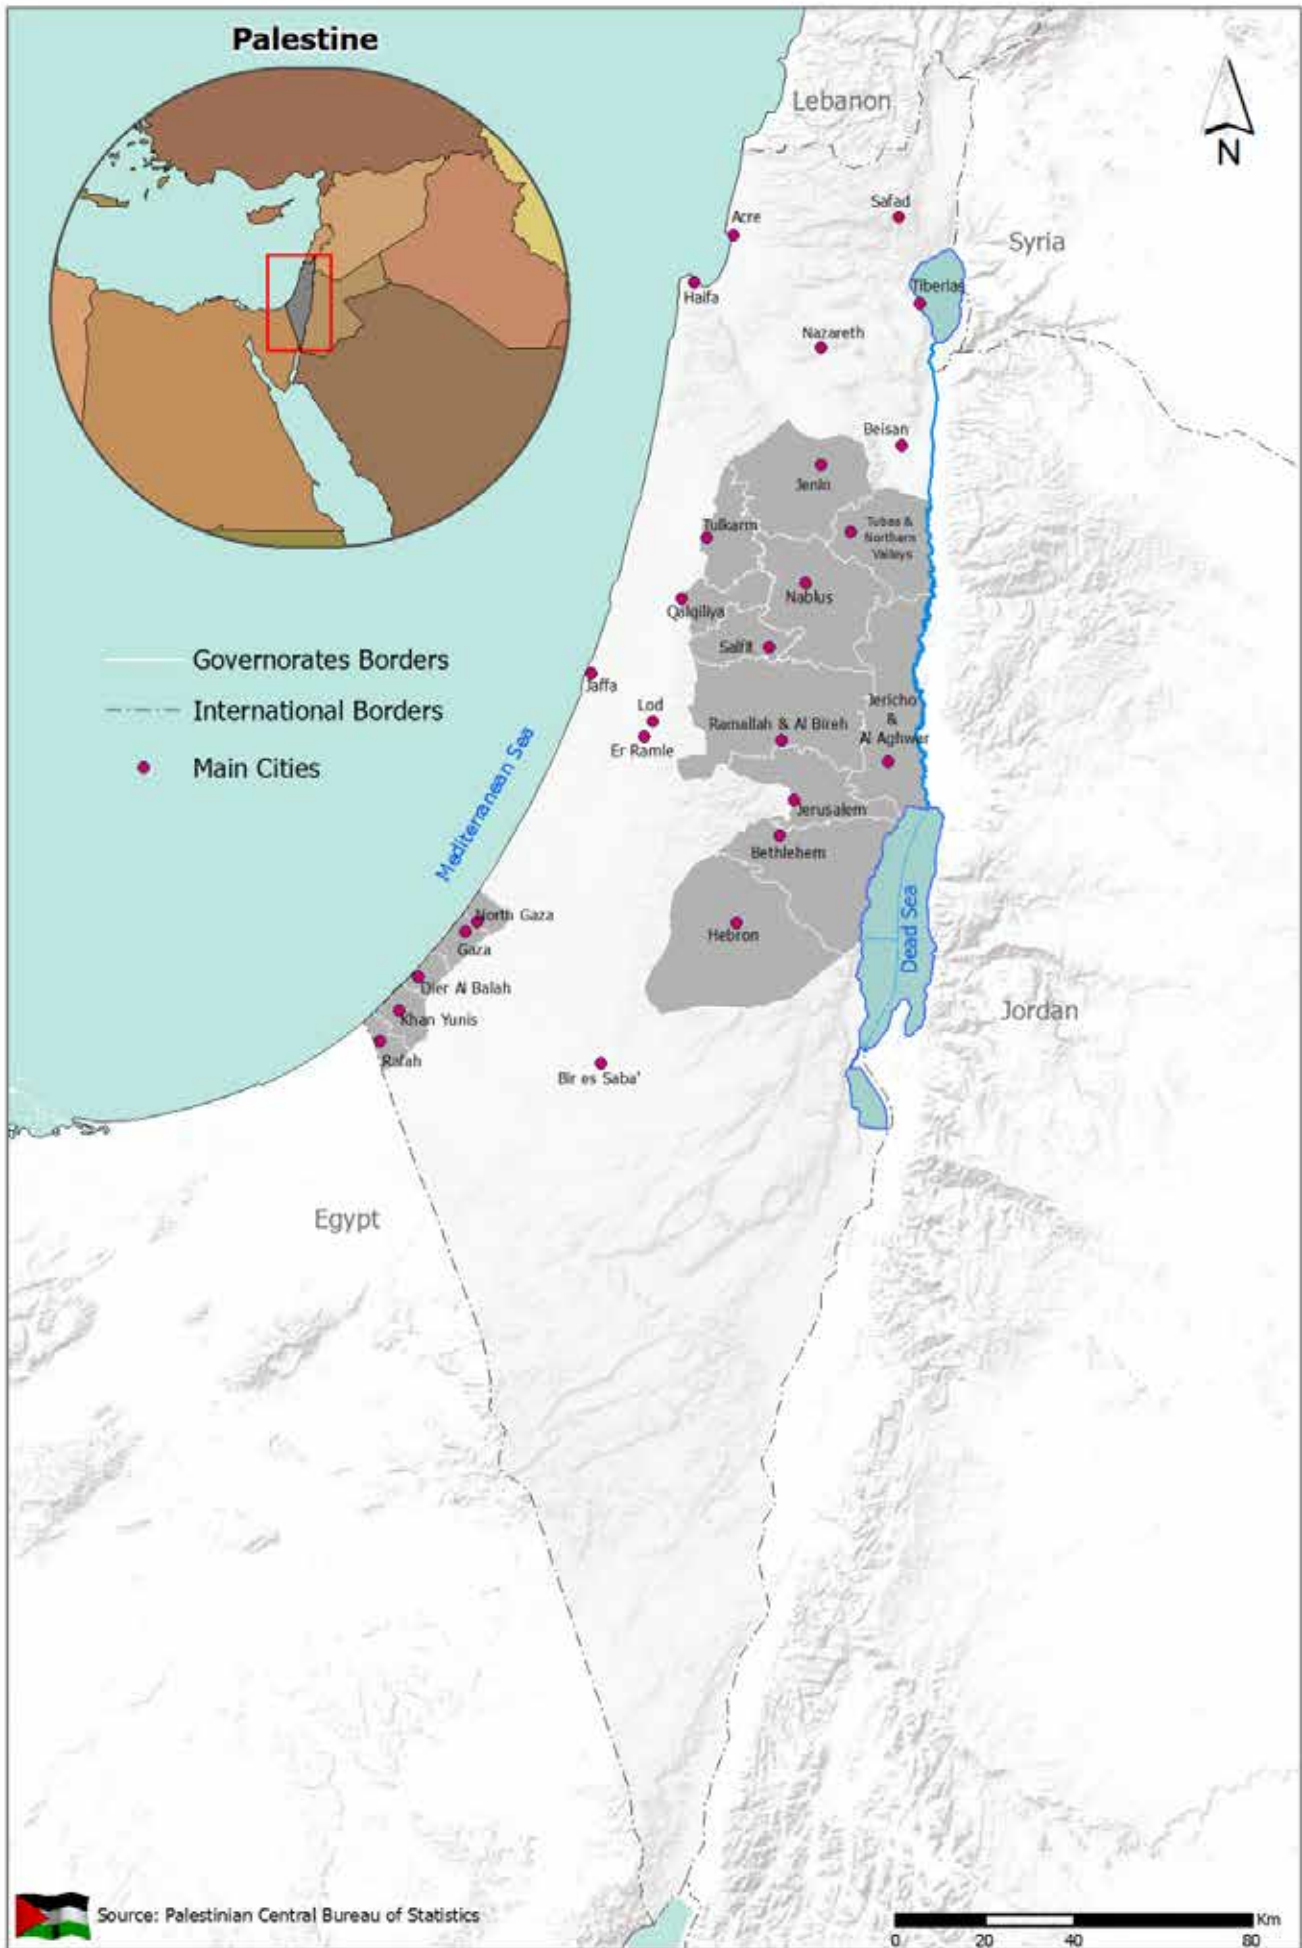 Palestine
Lebanon
N
Safad
Acre
Syria
Tiberias
Haifa
Nazareth
Beisan
Jenin
Tulkarm
Tubas &
Northern
Valleys
Nablus
Qalqiliya
Salfit
Governorates Borders
International Borders
Main Cities
Jaffa
Lod
Er Ramle
Ramallah & Al Bireh
Jericho
&
Al Aghwar
Mediterranean Sea
Jerusalem
Bethlehem
North Gaza
Gaza
Hebron
Dead Sea
Dier Al Balah
Khan Yunis
Jordan
Rafah
Bir es Saba'
Egypt
Source: Palestinian Central Bureau of Statistics
Km
0 20 40 80